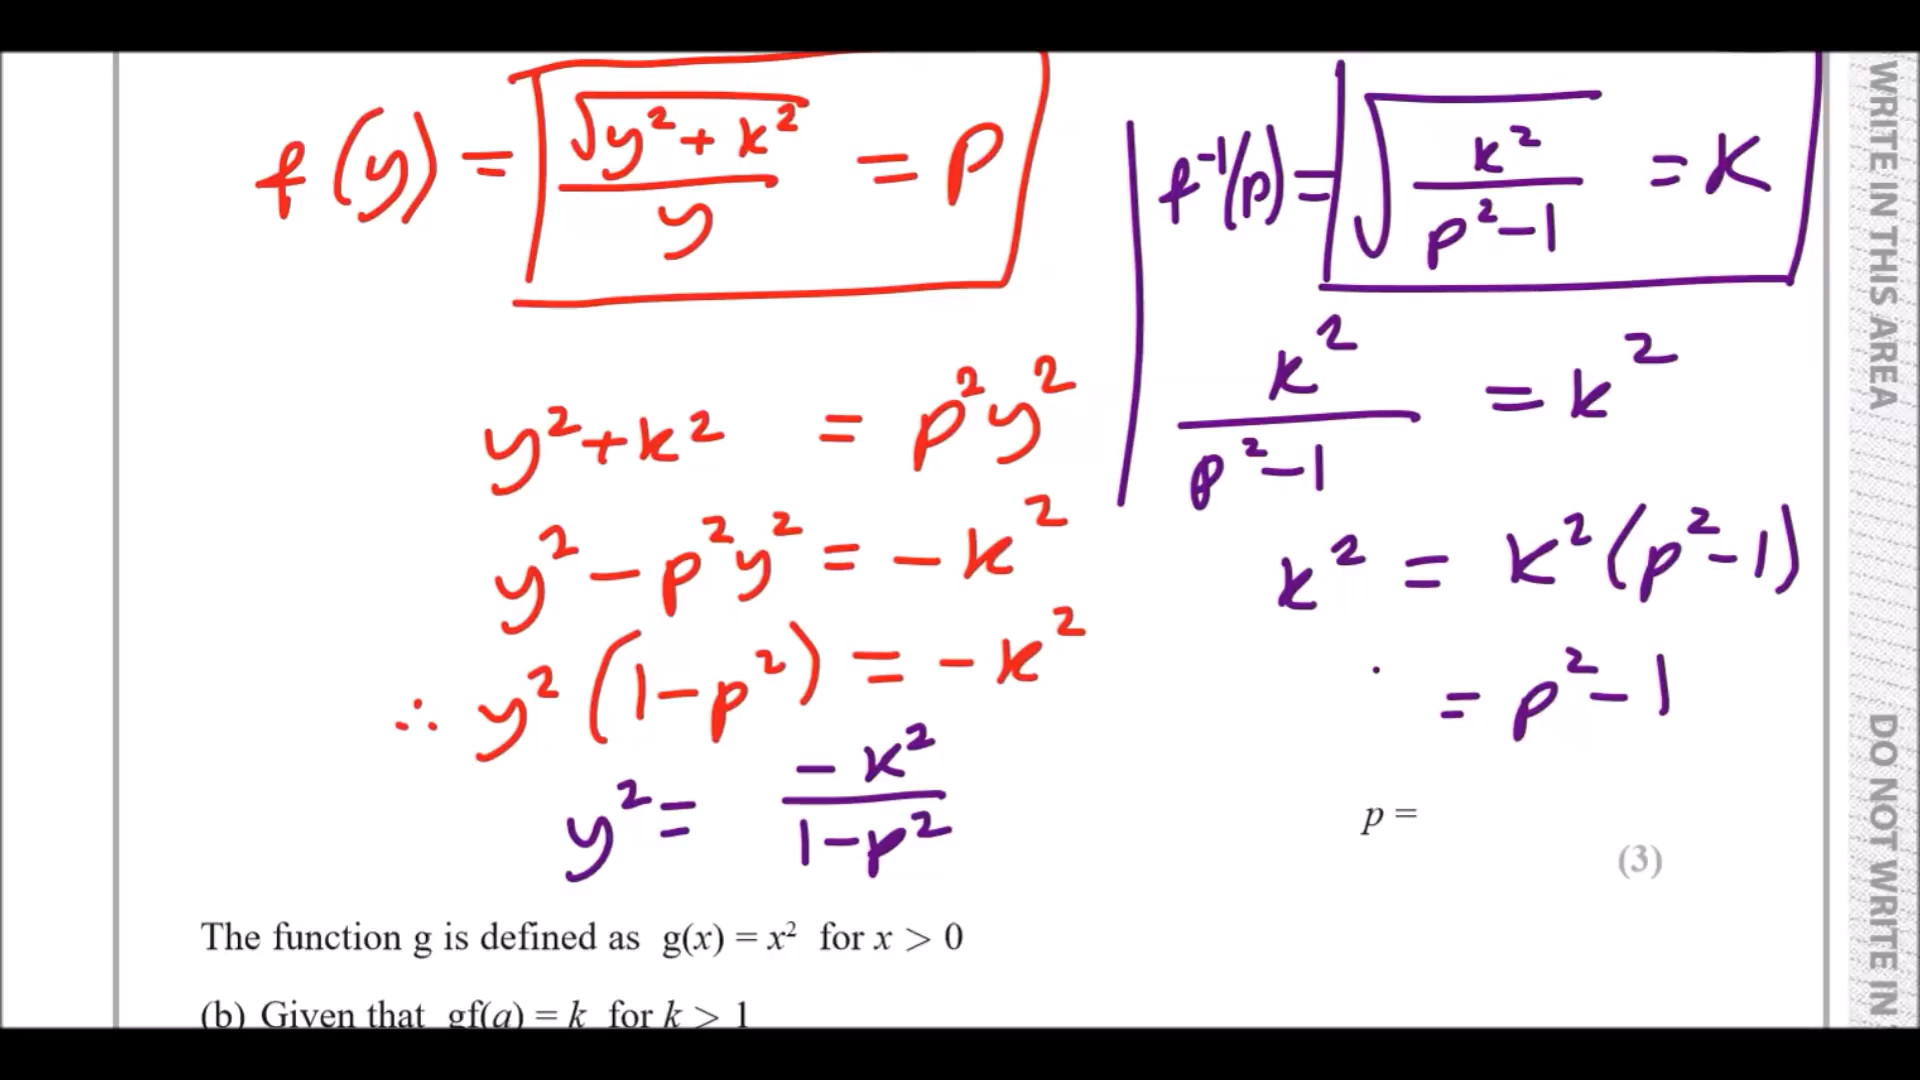 f(y) = √(y² + k²) / y = p
y² + k² = p²y²
y² − p²y² = −k²
∴ y²(1 − p²) = −k²
y² = −k² / (1 − p²)
f⁻¹(p) = √(k² / (p² − 1)) = K
k² / (p² − 1) = k²
k² = k²(p² − 1)
= p² − 1
p =
(3)
The function g is defined as g(x) = x² for x > 0
(b) Given that gf(a) = k for k > 1
WRITE IN THIS AREA
DO NOT WRITE IN